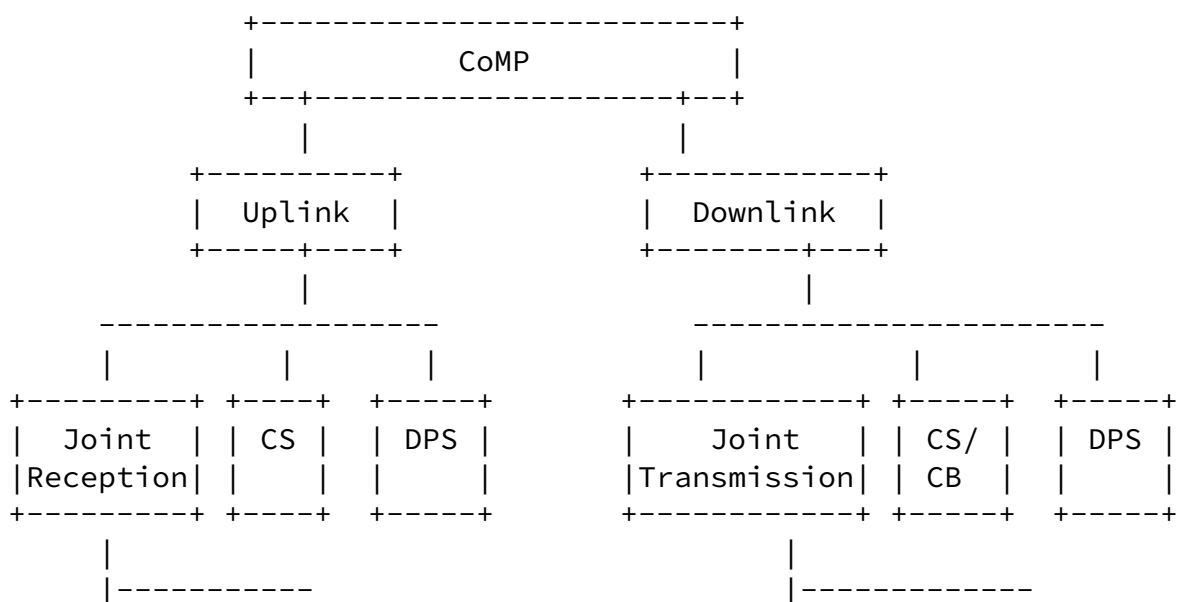 CoMP
Uplink
Downlink
Joint Reception
CS
DPS
Joint Transmission
CS/ CB
DPS